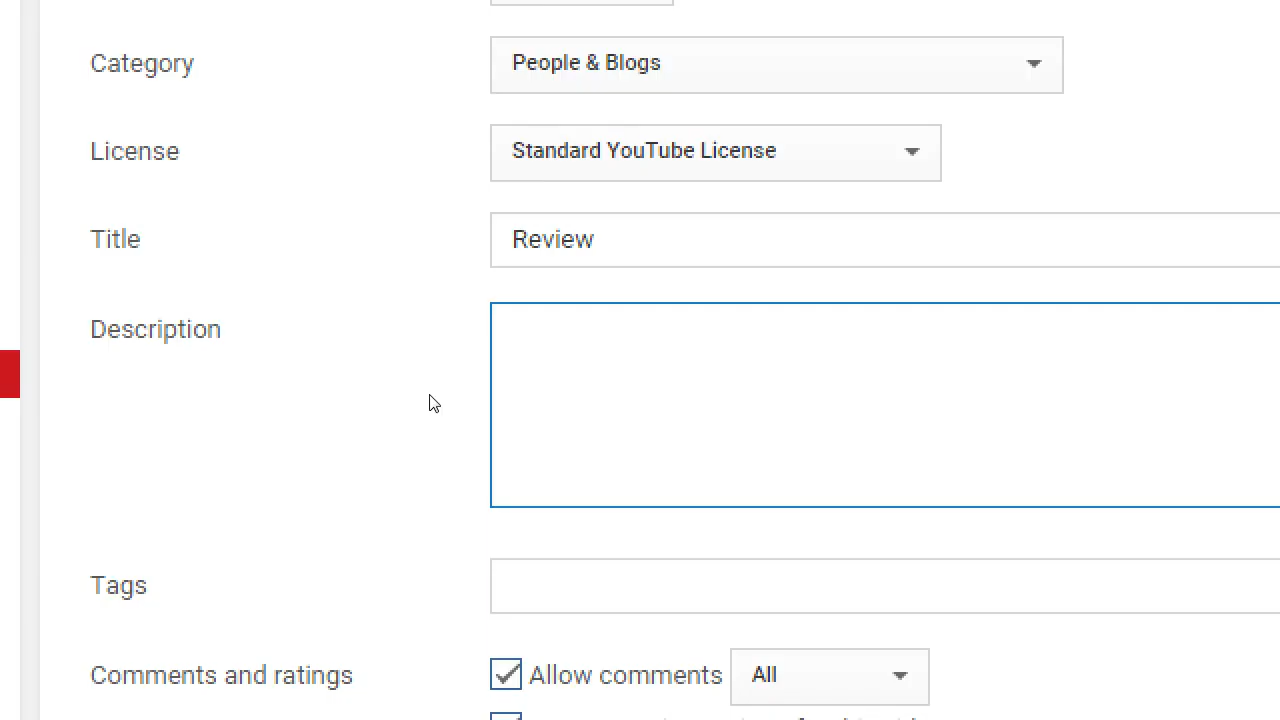 Category People & Blogs
License Standard YouTube License
Title Review
Description
Tags
Comments and ratings Allow comments All